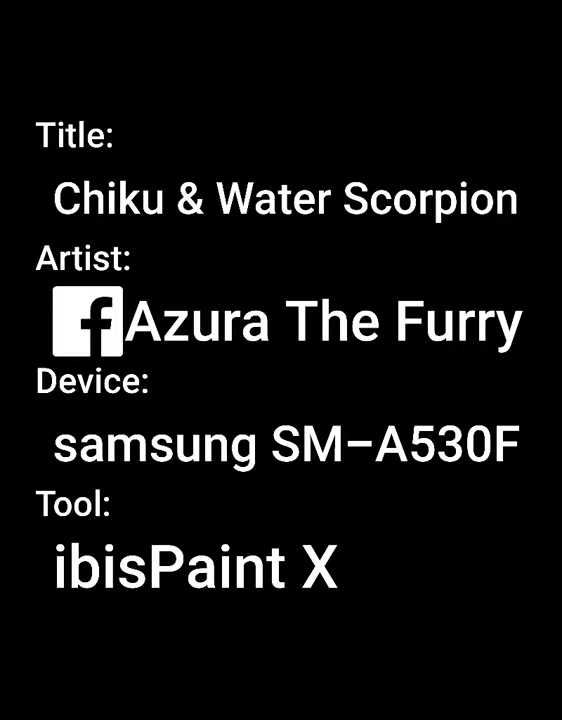 Title:
Chiku & Water Scorpion
Artist:
Azura The Furry
Device:
samsung SM-A530F
Tool:
ibisPaint X